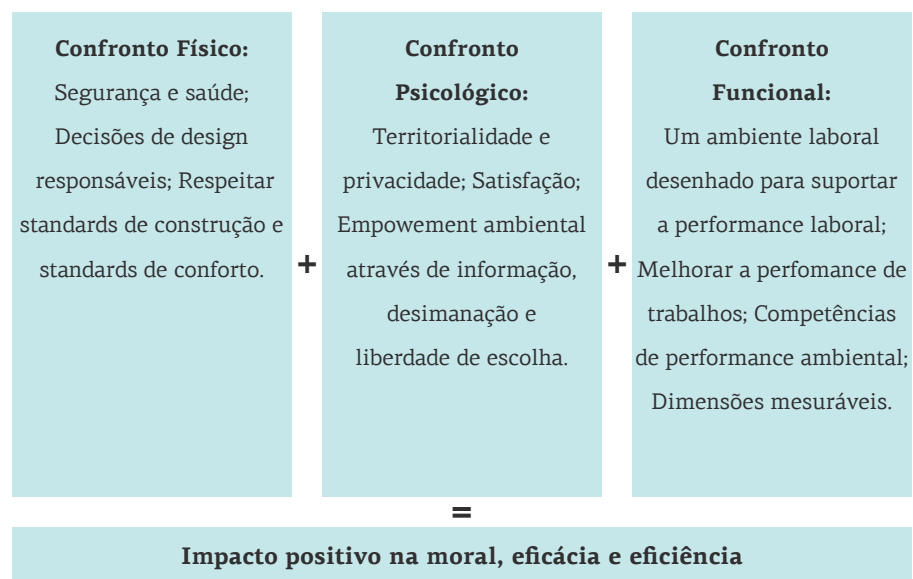 Confronto Físico:
Segurança e saúde;
Decisões de design
responsáveis; Respeitar
standards de construção e
standards de conforto.
+
Confronto
Psicológico:
Territorialidade e
privacidade; Satisfação;
Empowement ambiental
através de informação,
desimanação e
liberdade de escolha.
+
Confronto
Funcional:
Um ambiente laboral
desenhado para suportar
a performance laboral;
Melhorar a perfomance de
trabalhos; Competências
de performance ambiental;
Dimensões mesuráveis.
=
Impacto positivo na moral, eficácia e eficiência